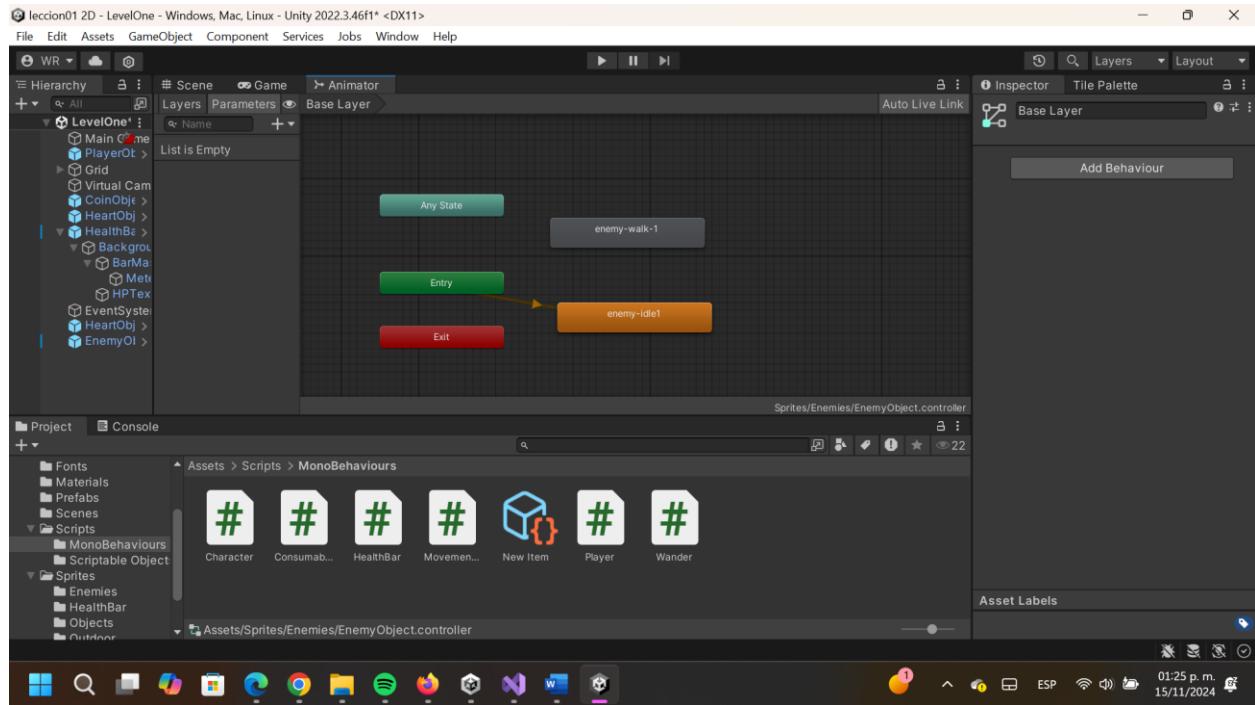 leccion01 2D - LevelOne - Windows, Mac, Linux - Unity 2022.3.46f1* <DX11>
File Edit Assets GameObject Component Services Jobs Window Help
WR
Layers
Layout
Hierarchy
Scene
Game
Animator
Inspector
Tile Palette
All
Layers
Parameters
Base Layer
Auto Live Link
Base Layer
LevelOne*
Name
Main
PlayerOb
List is Empty
Add Behaviour
Grid
Virtual Cam
CoinObje
HeartObj
HealthBa
Backgrou
BarMa
Mete
HPTex
EventSyste
HeartObj
EnemyOl
Any State
enemy-walk-1
Entry
enemy-idle1
Exit
Sprites/Enemies/EnemyObject.controller
Project
Console
22
Fonts
Materials
Prefabs
Scenes
Scripts
MonoBehaviours
Scriptable Object
Sprites
Enemies
HealthBar
Objects
Outdoor
Assets > Scripts > MonoBehaviours
Character
Consumab...
HealthBar
Movemen...
New Item
Player
Wander
Assets/Sprites/Enemies/EnemyObject.controller
Asset Labels
1
ESP
01:25 p. m.
15/11/2024